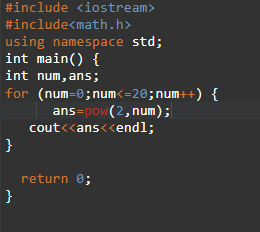 #include <iostream>
#include<math.h>
using namespace std;
int main() {
int num,ans;
for (num=0;num<=20;num++) {
ans=pow(2,num);
cout<<ans<<endl;
}
return 0;
}